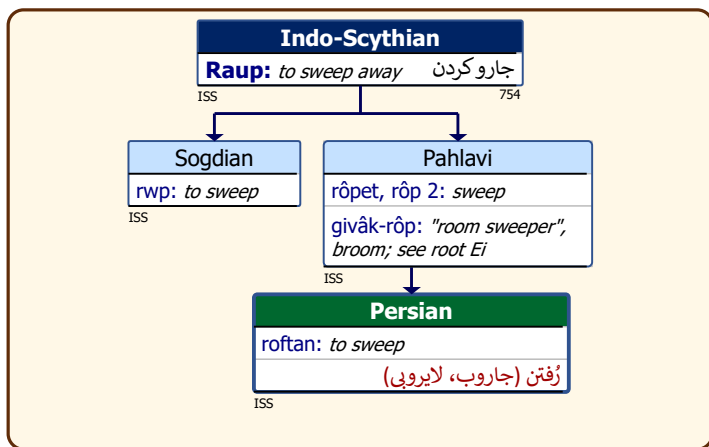 Indo-Scythian
Raup: to sweep away جارو کردن
ISS 754
Sogdian
rwp: to sweep
ISS
Pahlavi
rôpet, rôp 2: sweep
givâk-rôp: "room sweeper",
broom; see root Ei
ISS
Persian
roftan: to sweep
رُفتن (جاروب، لایروبی)
ISS